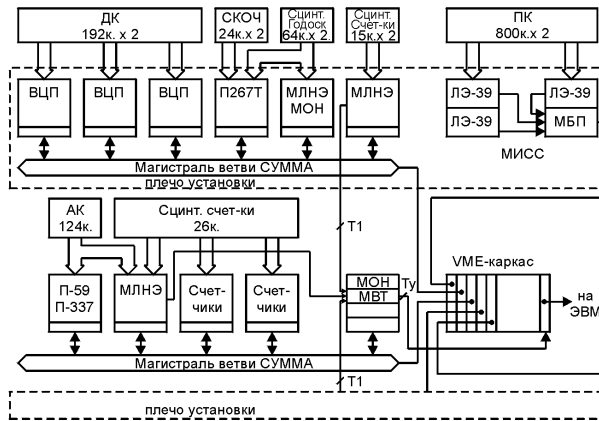 ДК
192к. x 2
СКОЧ
24к.x 2
Сцинт.
Годоск
64к.x 2
Сцинт.
Счет-ки
15к.x 2
ПК
800к.x 2
ВЦП
ВЦП
ВЦП
П267Т
МЛНЭ
МОН
МЛНЭ
ЛЭ-39
ЛЭ-39
ЛЭ-39
МБП
МИСС
Магистраль ветви СУММА
плечо установки
АК
124к.
Сцинт. счет-ки
26к.
Т1
VME-каркас
П-59
П-337
МЛНЭ
Счет-
чики
Счет-
чики
МОН
МВТ
Ту
на
ЭВМ
Магистраль ветви СУММА
Т1
плечо установки